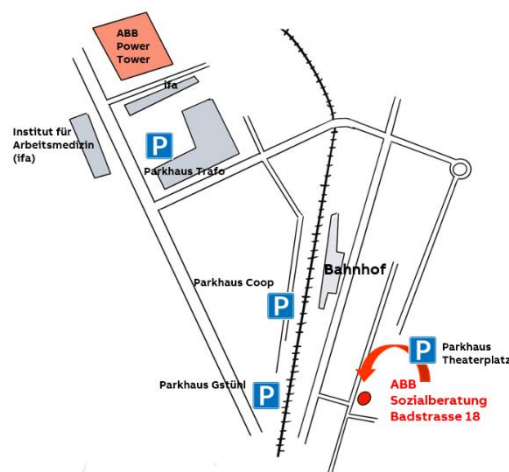 ABB
Power
Tower
ifa
Institut für
Arbeitsmedizin
(ifa)
P
Parkhaus Trafo
Bahnhof
Parkhaus Coop
P
P
Parkhaus
Theaterplatz
Parkhaus Gstühl
P
ABB
Sozialberatung
Badstrasse 18